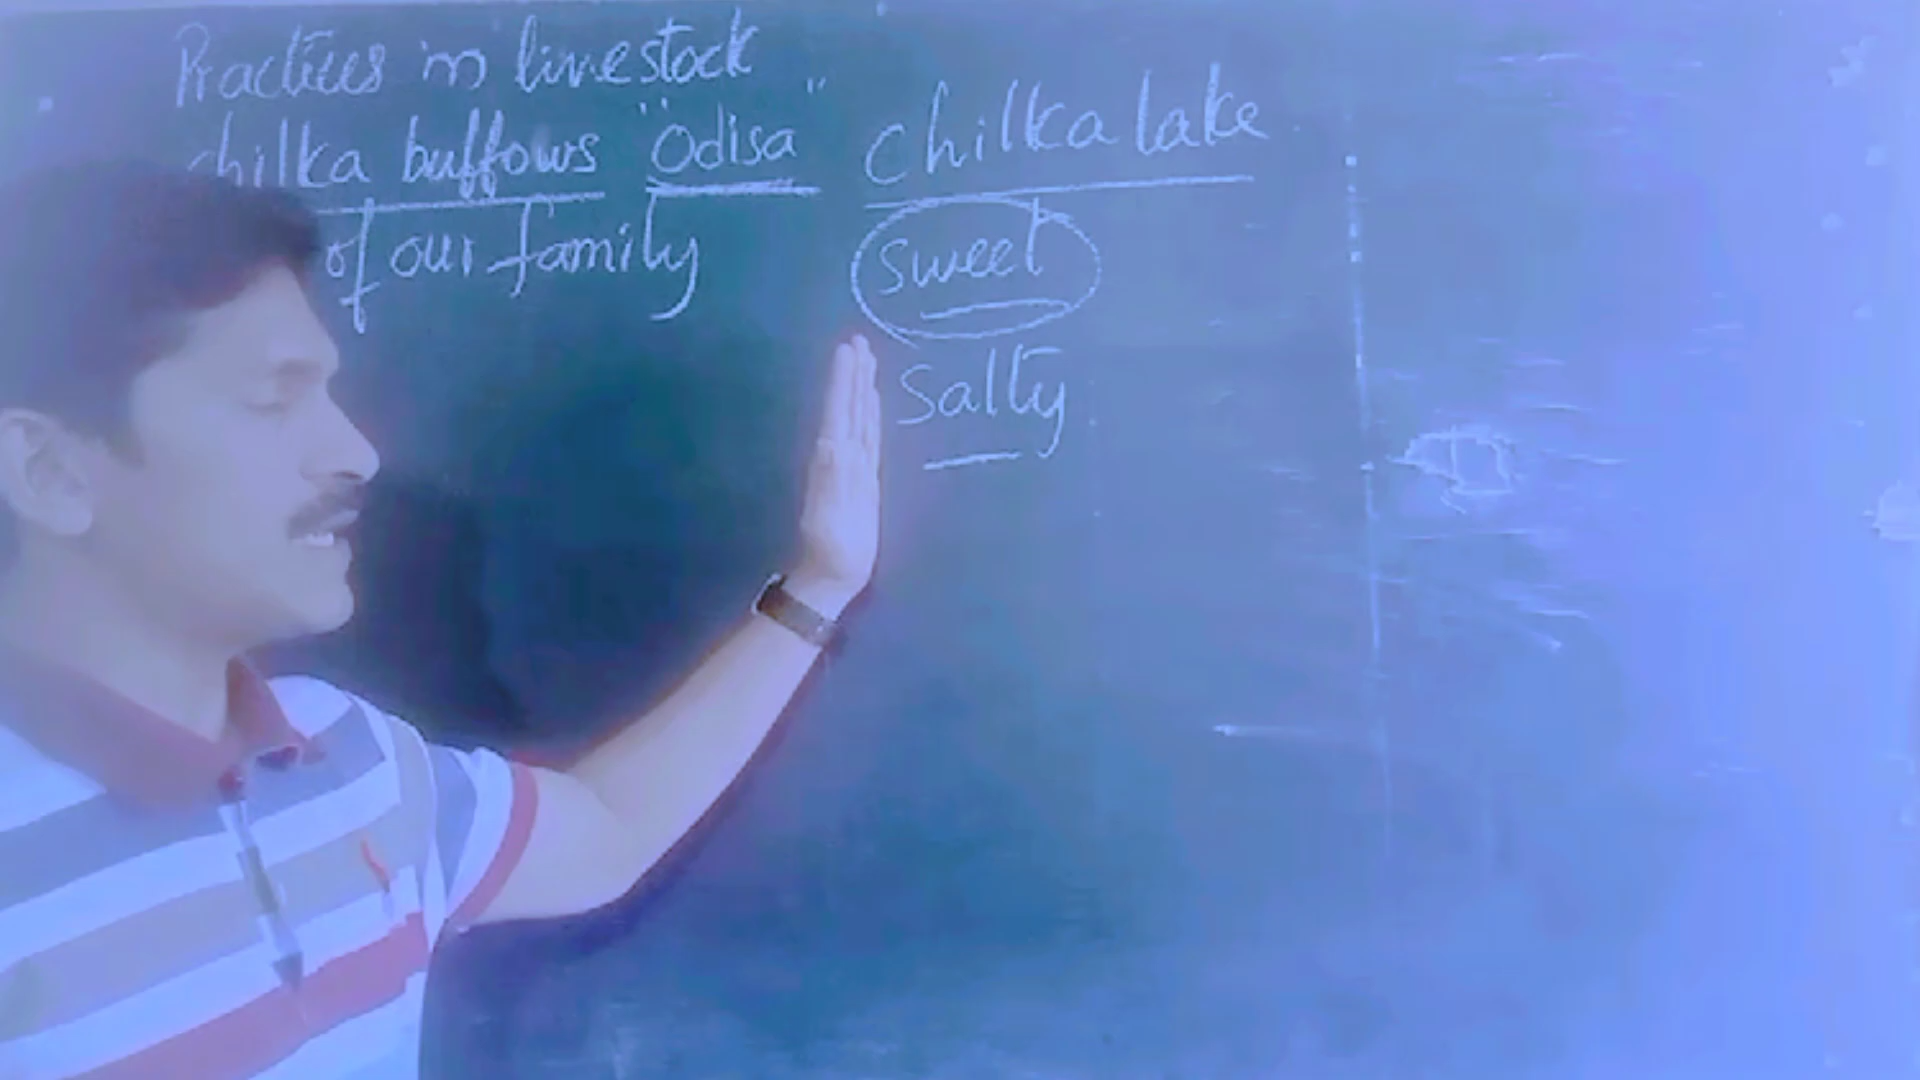 Practices in livestock
chilka buffows "Odisa" chilka lake
of our family
sweet
salty